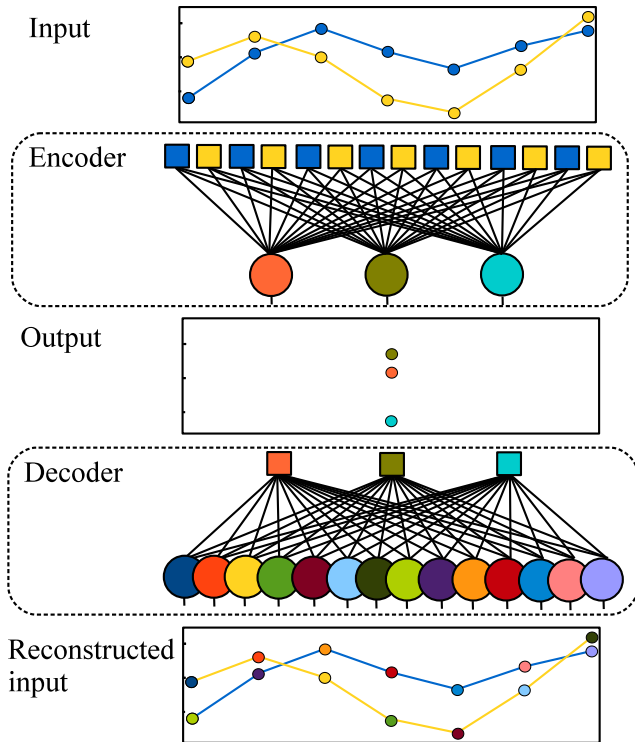 Input
Encoder
Output
Decoder
Reconstructed
input